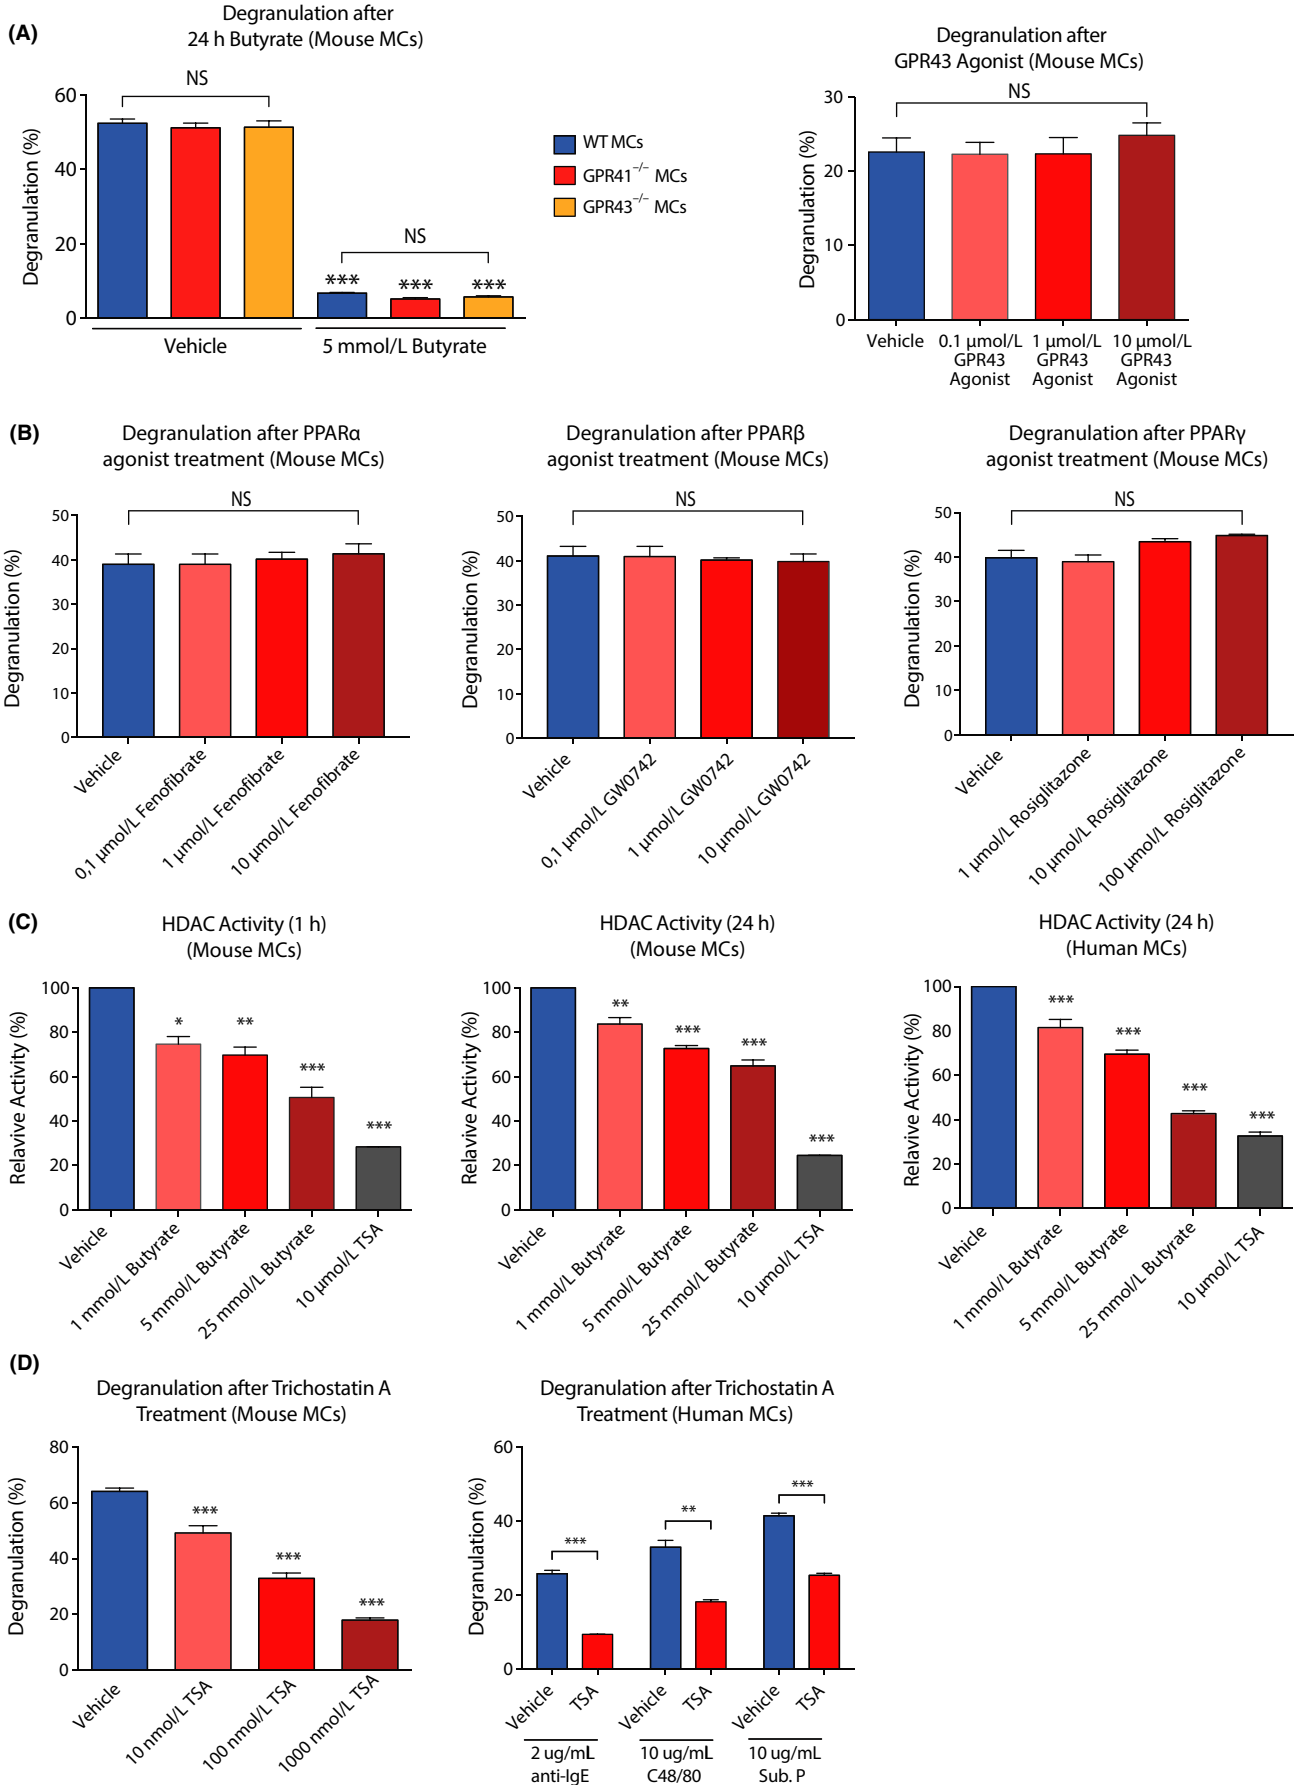 (A)
Degranulation after
24 h Butyrate (Mouse MCs)
NS
Degranulation (%)
60
40
20
0
NS
***
***
***
Vehicle
5 mmol/L Butyrate
WT MCs
GPR41⁻/⁻ MCs
GPR43⁻/⁻ MCs
Degranulation after
GPR43 Agonist (Mouse MCs)
NS
Degranulation (%)
30
20
10
0
Vehicle
0.1 µmol/L
GPR43
Agonist
1 µmol/L
GPR43
Agonist
10 µmol/L
GPR43
Agonist
(B)
Degranulation after PPARα
agonist treatment (Mouse MCs)
NS
Degranulation (%)
50
40
30
20
10
0
Vehicle
0,1 µmol/L Fenofibrate
1 µmol/L Fenofibrate
10 µmol/L Fenofibrate
Degranulation after PPARβ
agonist treatment (Mouse MCs)
NS
Degranulation (%)
50
40
30
20
10
0
Vehicle
0,1 µmol/L GW0742
1 µmol/L GW0742
10 µmol/L GW0742
Degranulation after PPARγ
agonist treatment (Mouse MCs)
NS
Degranulation (%)
50
40
30
20
10
0
Vehicle
1 µmol/L Rosiglitazone
10 µmol/L Rosiglitazone
100 µmol/L Rosiglitazone
(C)
HDAC Activity (1 h)
(Mouse MCs)
Relavive Activity (%)
100
80
60
40
20
0
*
**
***
***
Vehicle
1 mmol/L Butyrate
5 mmol/L Butyrate
25 mmol/L Butyrate
10 µmol/L TSA
HDAC Activity (24 h)
(Mouse MCs)
Relavive Activity (%)
100
80
60
40
20
0
**
***
***
***
Vehicle
1 mmol/L Butyrate
5 mmol/L Butyrate
25 mmol/L Butyrate
10 µmol/L TSA
HDAC Activity (24 h)
(Human MCs)
Relavive Activity (%)
100
80
60
40
20
0
***
***
***
***
Vehicle
1 mmol/L Butyrate
5 mmol/L Butyrate
25 mmol/L Butyrate
10 µmol/L TSA
(D)
Degranulation after Trichostatin A
Treatment (Mouse MCs)
Degranulation (%)
80
60
40
20
0
***
***
***
Vehicle
10 nmol/L TSA
100 nmol/L TSA
1000 nmol/L TSA
Degranulation after Trichostatin A
Treatment (Human MCs)
Degranulation (%)
60
40
20
0
***
**
***
Vehicle
TSA
Vehicle
TSA
Vehicle
TSA
2 ug/mL
anti-IgE
10 ug/mL
C48/80
10 ug/mL
Sub. P